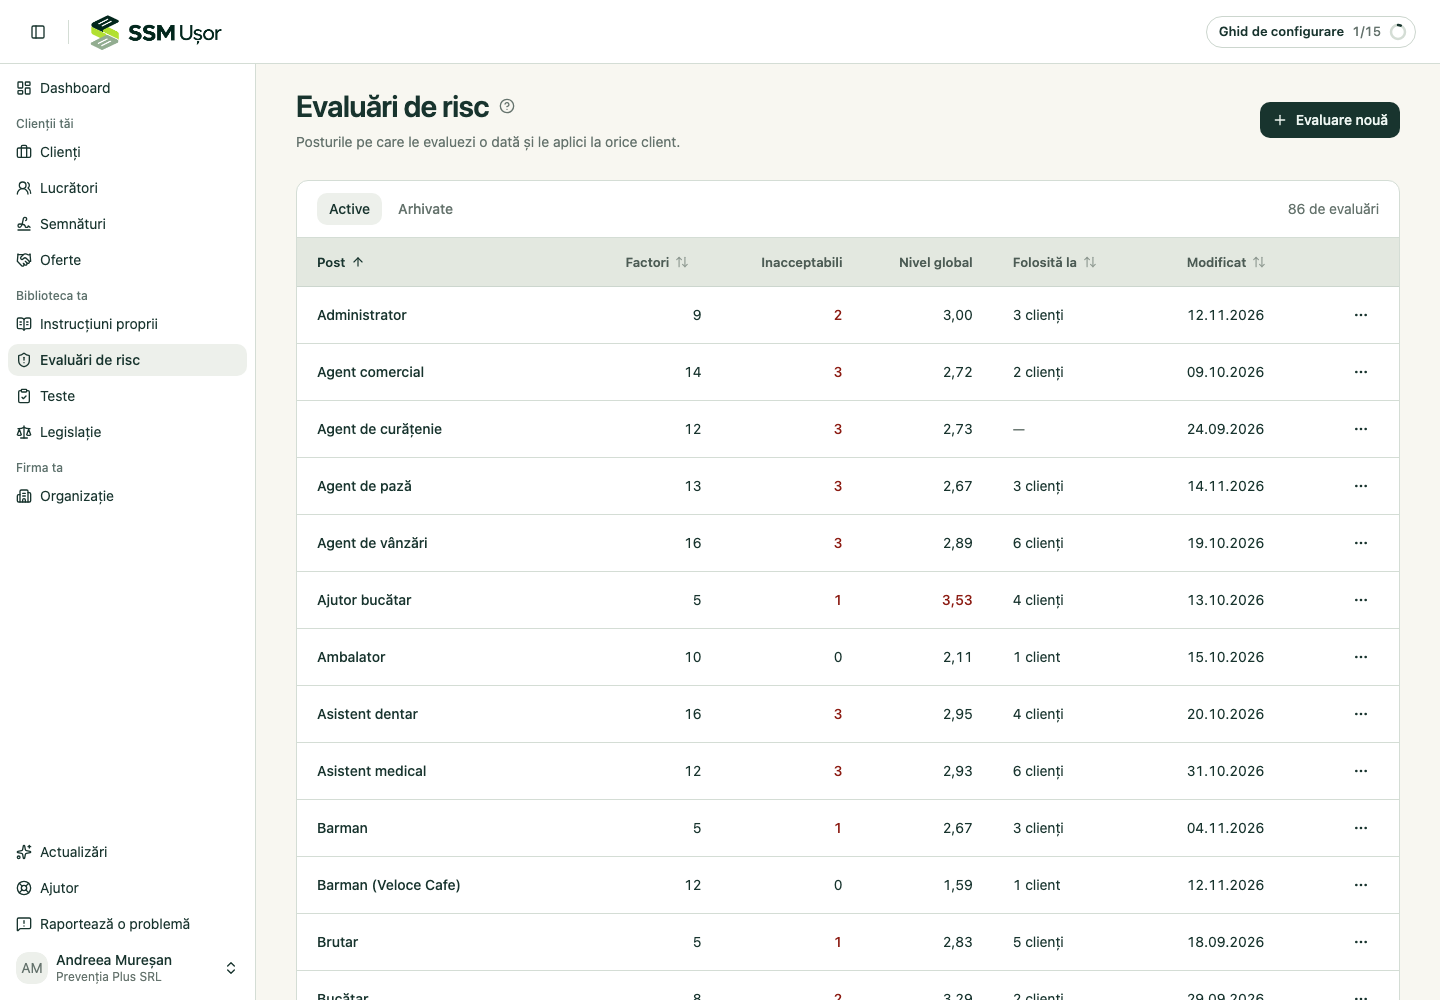 SSM Ușor
Ghid de configurare 1/15
Dashboard
Clienții tăi
Clienți
Lucrători
Semnături
Oferte
Biblioteca ta
Instrucțiuni proprii
Evaluări de risc
Teste
Legislație
Firma ta
Organizație
Actualizări
Ajutor
Raportează o problemă
AM
Andreea Mureșan
Prevenția Plus SRL
Evaluări de risc
Posturile pe care le evaluezi o dată și le aplici la orice client.
+ Evaluare nouă
Active Arhivate 86 de evaluări
Post Factori Inacceptabili Nivel global Folosită la Modificat
Administrator 9 2 3,00 3 clienți 12.11.2026
Agent comercial 14 3 2,72 2 clienți 09.10.2026
Agent de curățenie 12 3 2,73 — 24.09.2026
Agent de pază 13 3 2,67 3 clienți 14.11.2026
Agent de vânzări 16 3 2,89 6 clienți 19.10.2026
Ajutor bucătar 5 1 3,53 4 clienți 13.10.2026
Ambalator 10 0 2,11 1 client 15.10.2026
Asistent dentar 16 3 2,95 4 clienți 20.10.2026
Asistent medical 12 3 2,93 6 clienți 31.10.2026
Barman 5 1 2,67 3 clienți 04.11.2026
Barman (Veloce Cafe) 12 0 1,59 1 client 12.11.2026
Brutar 5 1 2,83 5 clienți 18.09.2026
Bucătar 8 2 3,29 2 clienți 29.09.2026